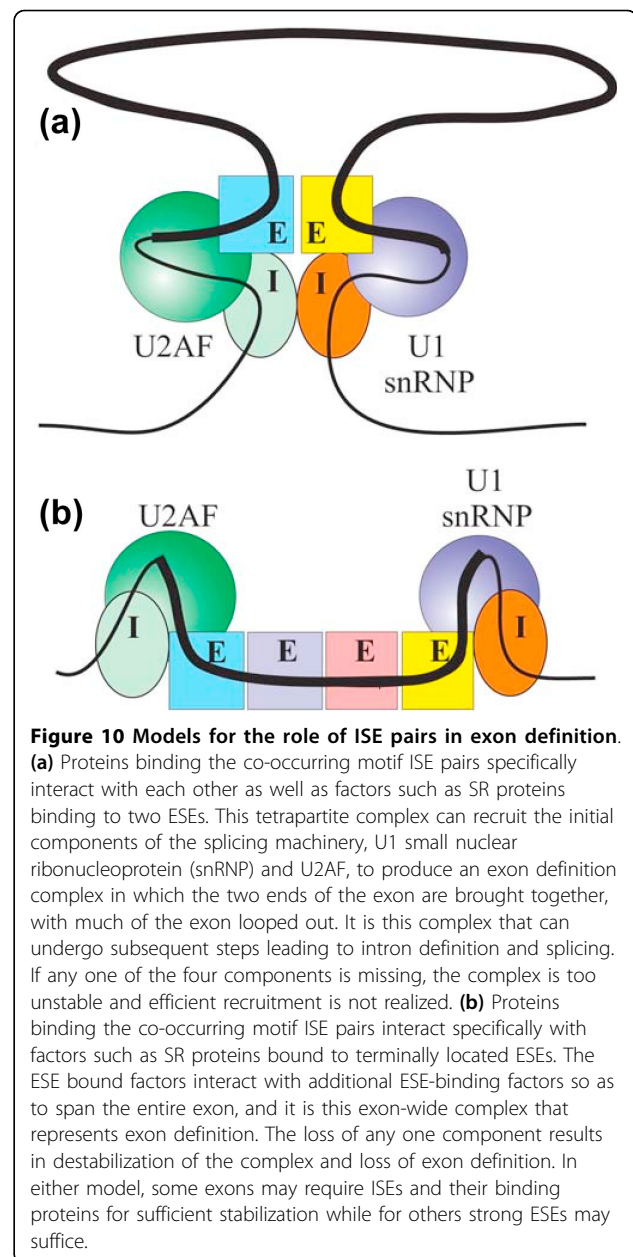 (a)
E E
I I
U2AF
U1
snRNP
U1
snRNP
(b)
U2AF
I E E E E I
Figure 10 Models for the role of ISE pairs in exon definition.
(a) Proteins binding the co-occurring motif ISE pairs specifically
interact with each other as well as factors such as SR proteins
binding to two ESEs. This tetrapartite complex can recruit the initial
components of the splicing machinery, U1 small nuclear
ribonucleoprotein (snRNP) and U2AF, to produce an exon definition
complex in which the two ends of the exon are brought together,
with much of the exon looped out. It is this complex that can
undergo subsequent steps leading to intron definition and splicing.
If any one of the four components is missing, the complex is too
unstable and efficient recruitment is not realized. (b) Proteins
binding the co-occurring motif ISE pairs interact specifically with
factors such as SR proteins bound to terminally located ESEs. The
ESE bound factors interact with additional ESE-binding factors so as
to span the entire exon, and it is this exon-wide complex that
represents exon definition. The loss of any one component results
in destabilization of the complex and loss of exon definition. In
either model, some exons may require ISEs and their binding
proteins for sufficient stabilization while for others strong ESEs may
suffice.